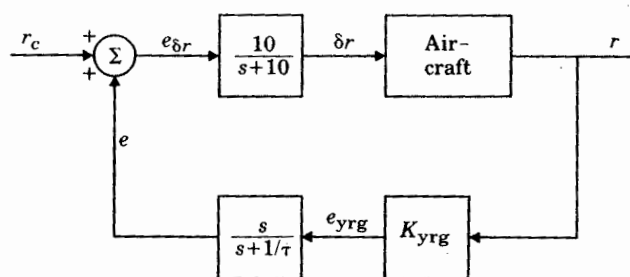 r_c
+
+
Σ
e_δr
10
s+10
δr
Air-
craft
r
e
s
s+1/τ
e_yrg
K_yrg